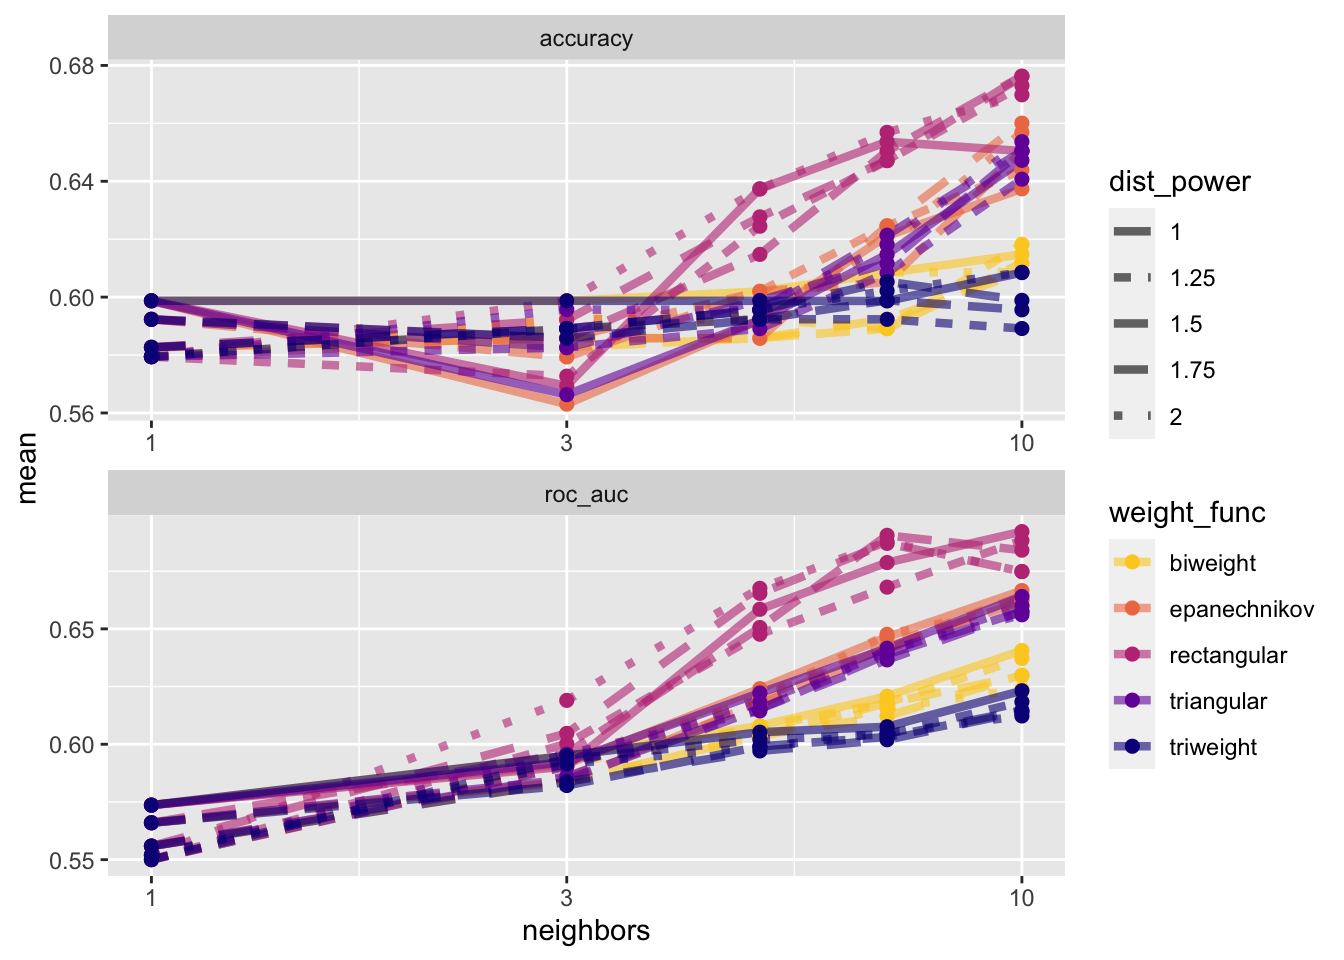 accuracy
0.68
0.64
0.60
0.56
1
3
10
mean
roc_auc
0.65
0.60
0.55
1
3
10
neighbors
dist_power
1
1.25
1.5
1.75
2
weight_func
biweight
epanechnikov
rectangular
triangular
triweight